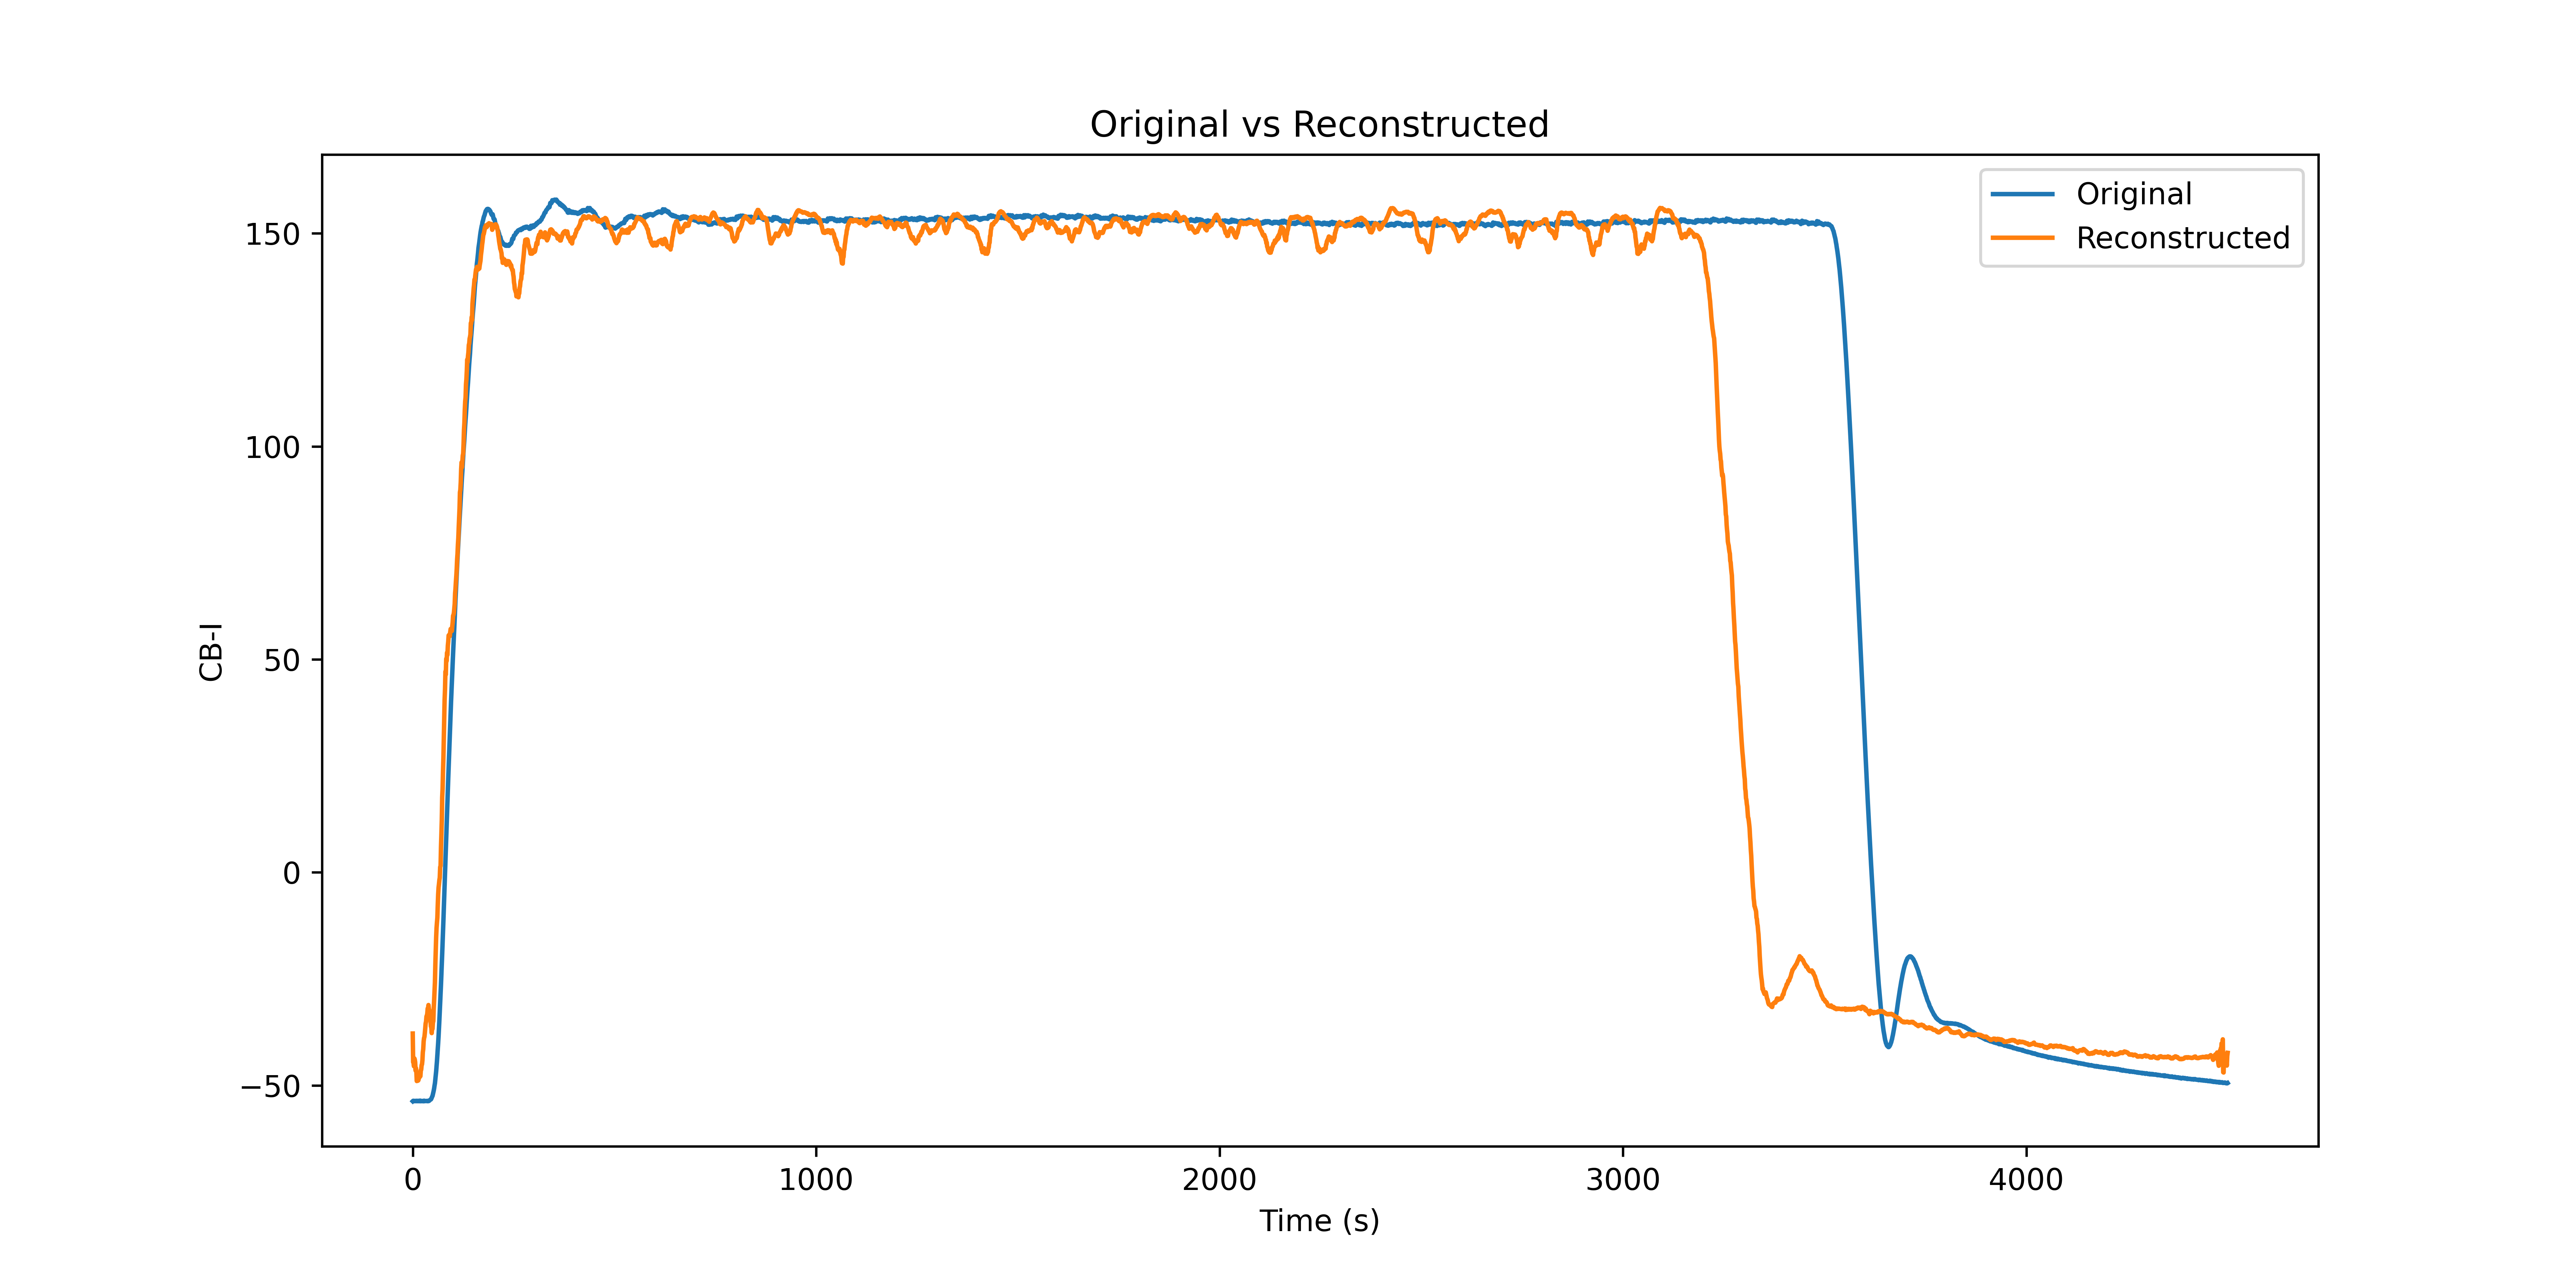 Original vs Reconstructed
Original
Reconstructed
150
100
50
0
−50
CB-I
0
1000
2000
3000
4000
Time (s)